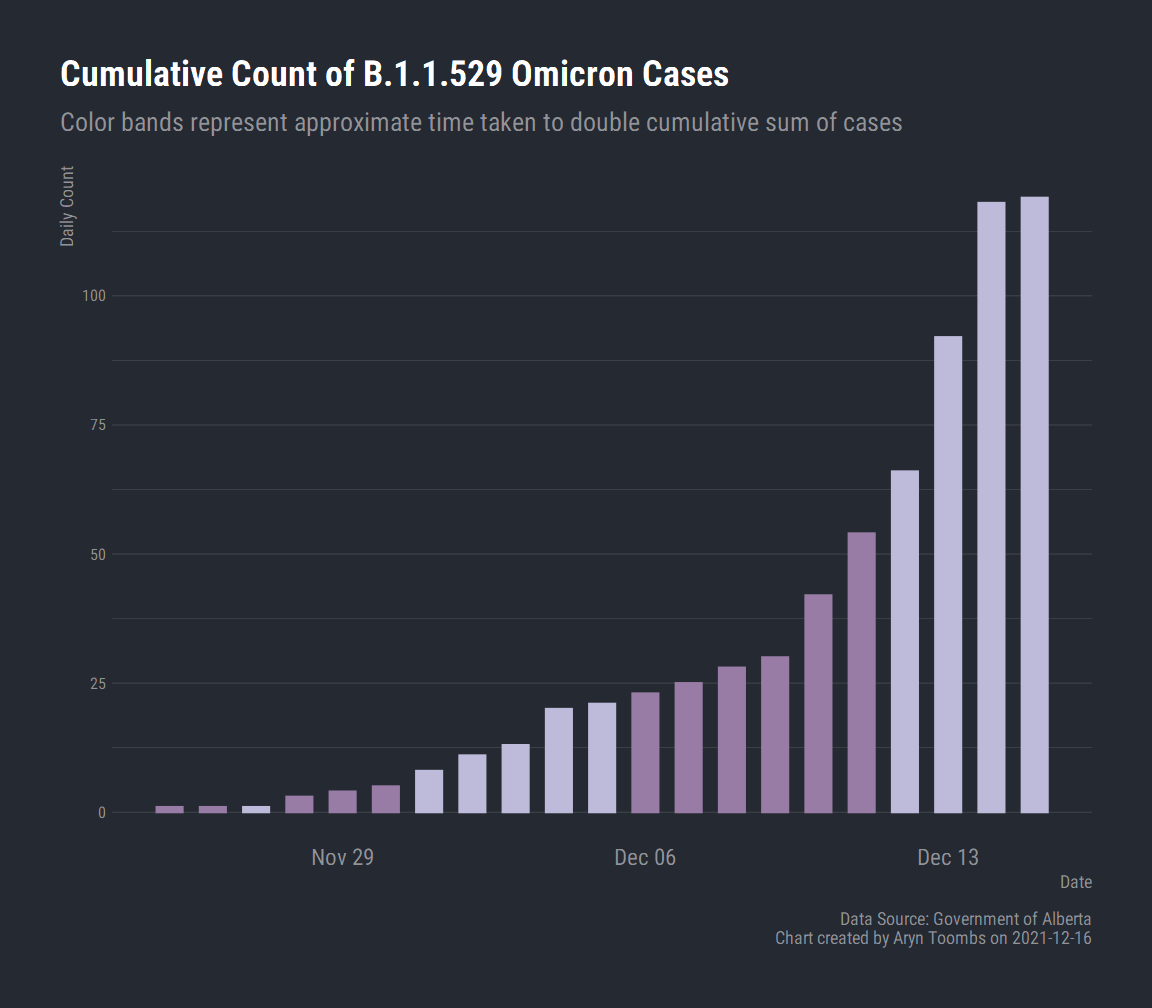 Cumulative Count of B.1.1.529 Omicron Cases
Color bands represent approximate time taken to double cumulative sum of cases
Daily Count
100
75
50
25
0
Nov 29
Dec 06
Dec 13
Date
Data Source: Government of Alberta
Chart created by Aryn Toombs on 2021-12-16